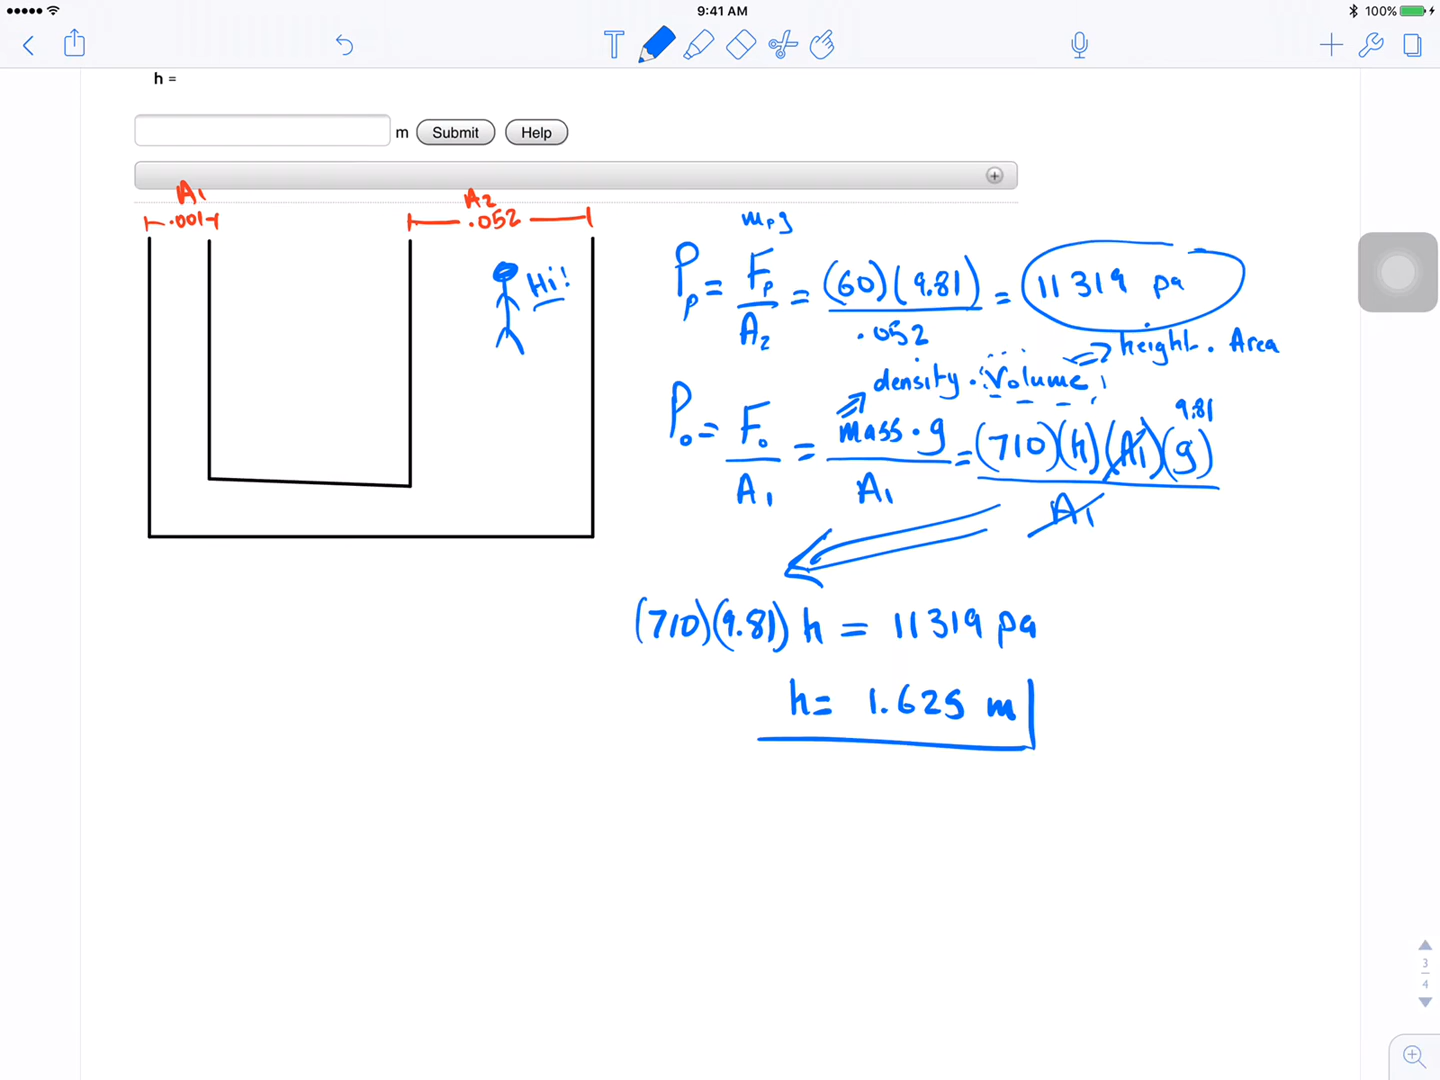 9:41 AM
100%
T
h =
m Submit Help
A1
.001
A2
.052
Hi!
mpg
Pp = Fp / A2 = (60)(9.81) / .052 = 11319 pa
height . Area
density . Volume
Po = Fo / A1 = mass . g / A1 = (710)(h)(A1)(g) / A1
9.81
(710)(9.81) h = 11319 pa
h = 1.625 m
3
4